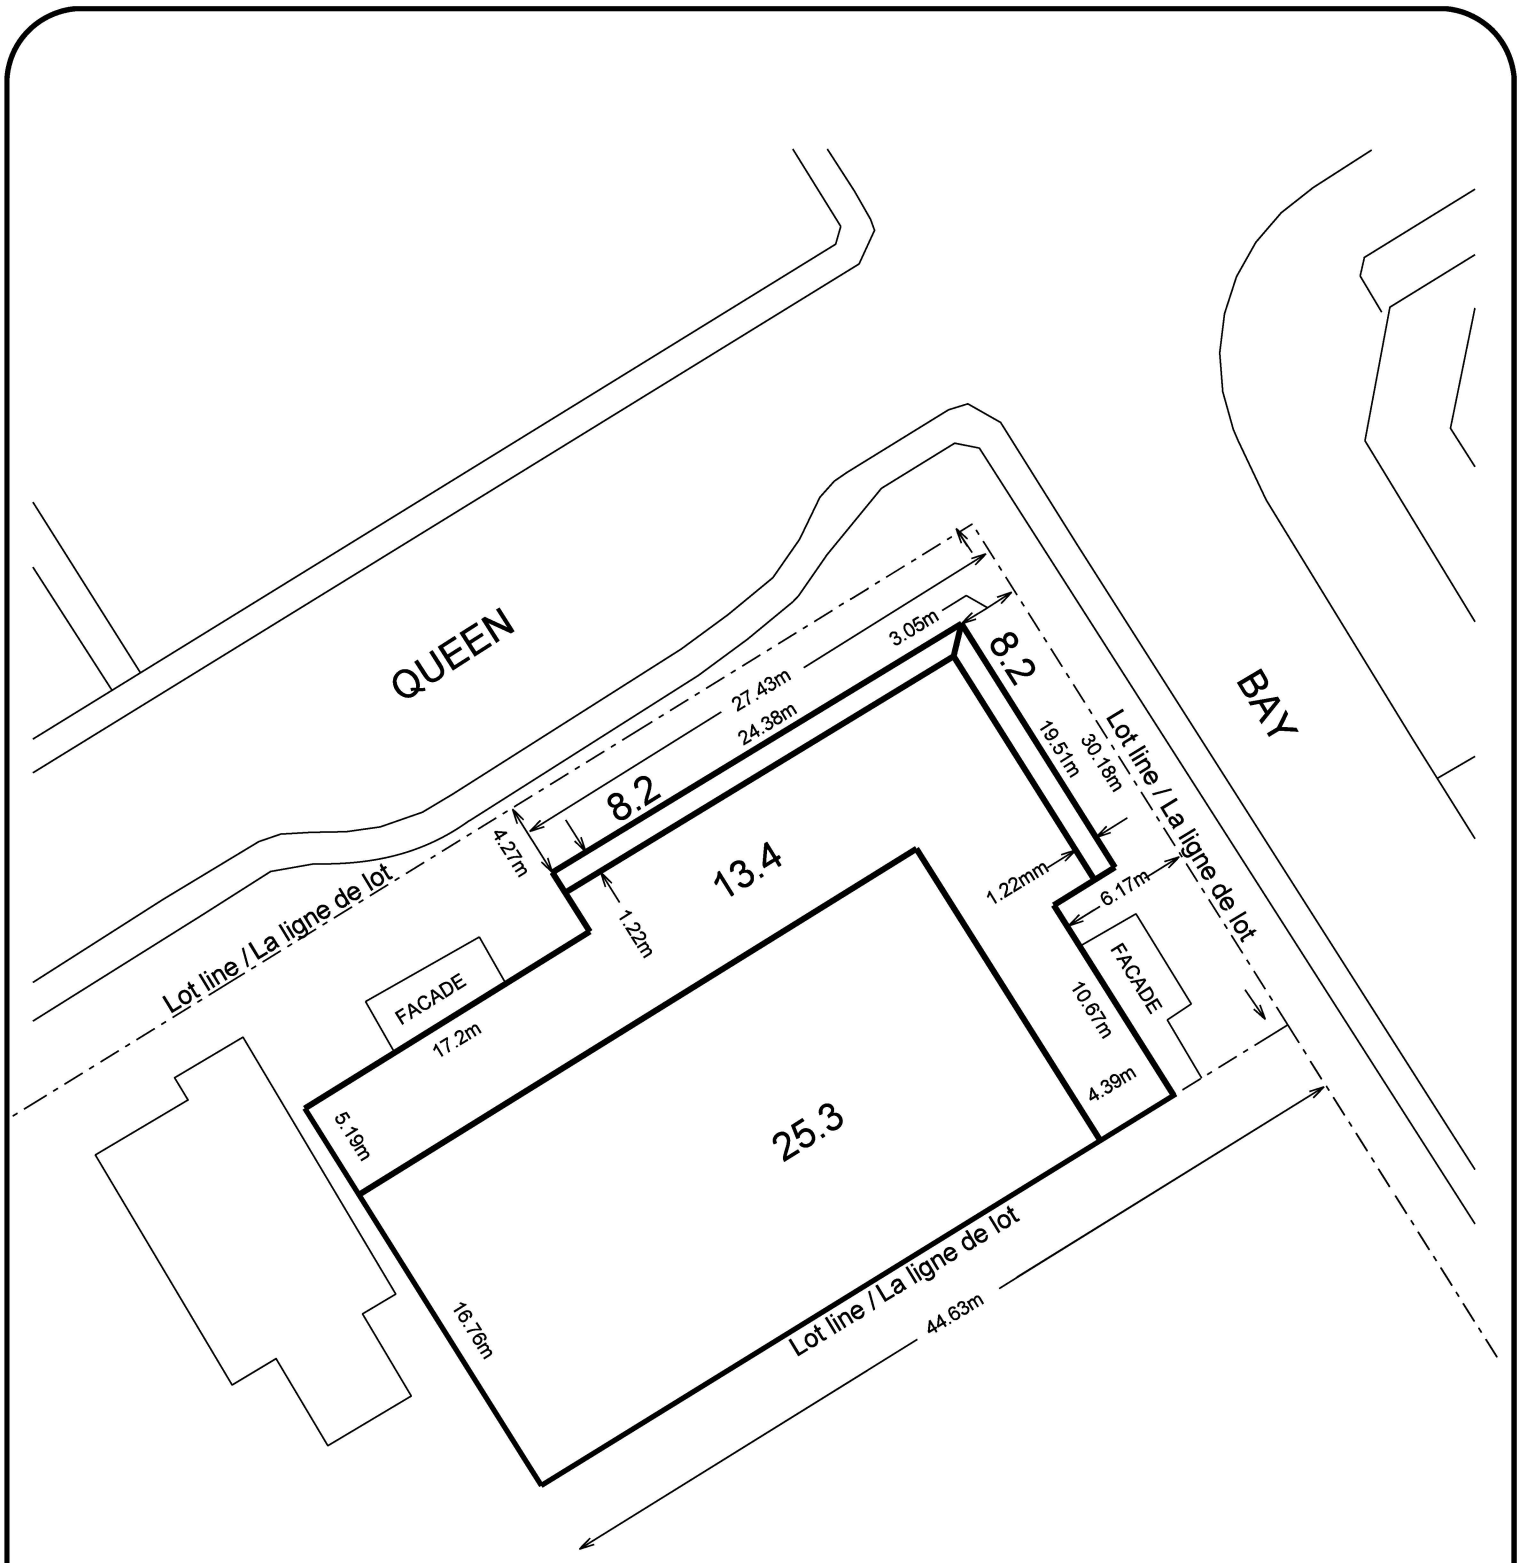 QUEEN
BAY
3.05m
8.2
27.43m
24.38m
19.51m
30.18m
Lot line / La ligne de lot
8.2
4.27m
13.4
1.22mm
6.17m
1.22m
Lot line / La ligne de lot
FACADE
17.2m
FACADE
10.67m
4.39m
5.19m
25.3
16.76m
Lot line / La ligne de lot
44.63m